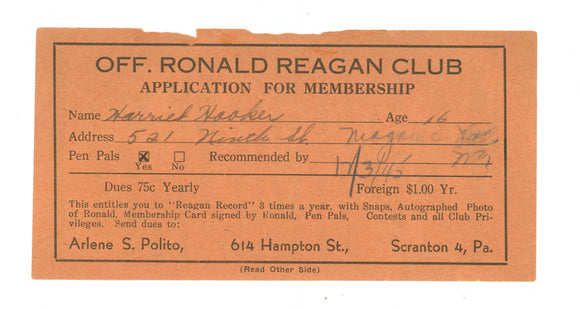 OFF. RONALD REAGAN CLUB
APPLICATION FOR MEMBERSHIP
Name Harriet Hooker Age 16
Address 521 Ninth St. Niagara
Pen Pals Yes No Recommended by NY
Dues 75c Yearly Foreign $1.00 Yr.
This entitles you to "Reagan Record" 3 times a year, with Snaps, Autographed Photo
of Ronald, Membership Card signed by Ronald, Pen Pals, Contests and all Club Pri-
vileges. Send dues to:
Arlene S. Polito, 614 Hampton St., Scranton 4, Pa.
(Read Other Side)